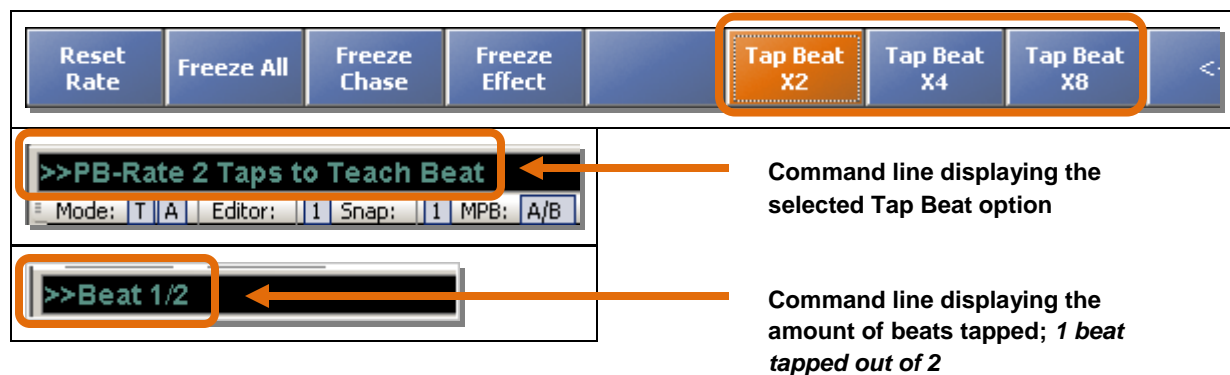 Reset Rate
Freeze All
Freeze Chase
Freeze Effect
Tap Beat X2
Tap Beat X4
Tap Beat X8
<-
>>PB-Rate 2 Taps to Teach Beat
Mode: T A Editor: 1 Snap: 1 MPB: A/B
Command line displaying the
selected Tap Beat option
>>Beat 1/2
Command line displaying the
amount of beats tapped; 1 beat
tapped out of 2